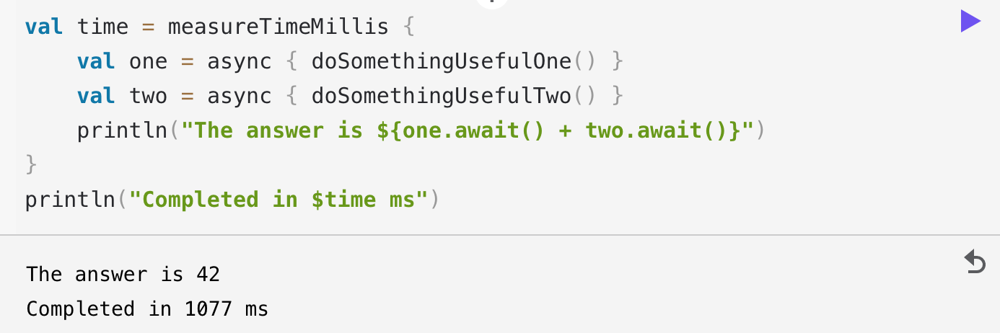 val time = measureTimeMillis {
    val one = async { doSomethingUsefulOne() }
    val two = async { doSomethingUsefulTwo() }
    println("The answer is ${one.await() + two.await()}")
}
println("Completed in $time ms")
The answer is 42
Completed in 1077 ms